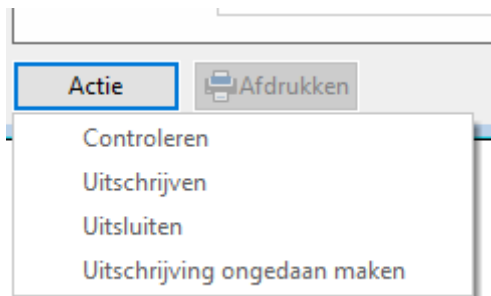 Actie
Afdrukken
Controleren
Uitschrijven
Uitsluiten
Uitschrijving ongedaan maken